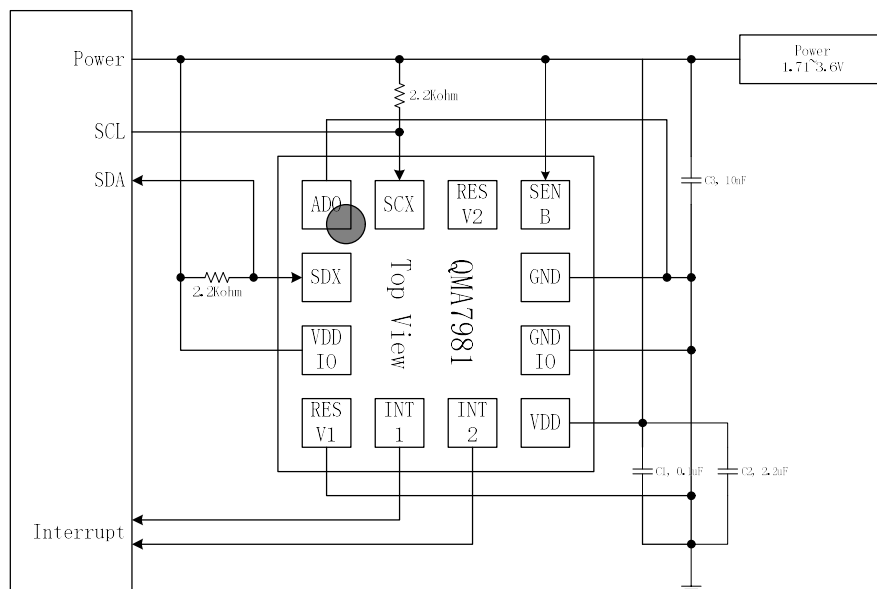 Power
Power
1.71~3.6V
2.2Kohm
SCL
SDA
C3, 10uF
AD0
SCX
RES
V2
SEN
B
2.2Kohm
SDX
QMA7981
Top View
GND
VDD
IO
GND
IO
RES
V1
INT
1
INT
2
VDD
C1, 0.1uF
C2, 2.2uF
Interrupt